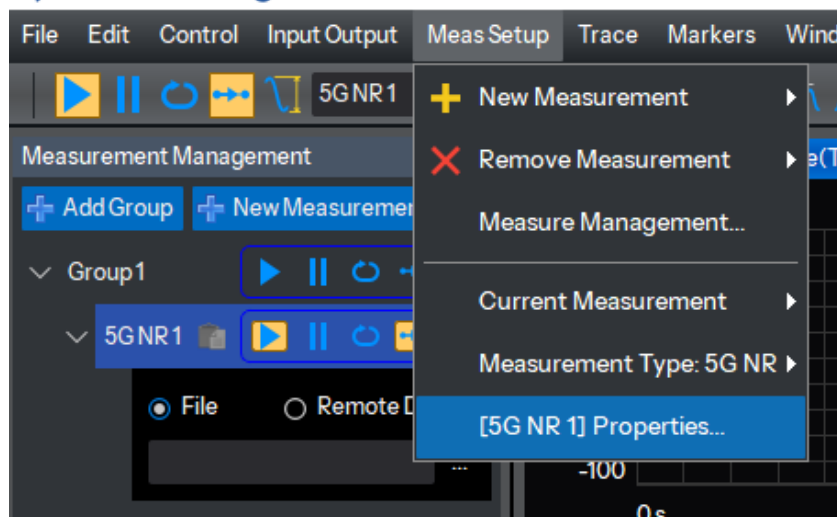 File Edit Control Input Output Meas Setup Trace Markers
5G NR 1
New Measurement
Measurement Management
Remove Measurement
Add Group New
Measure Management...
Group1
Current Measurement
5G NR 1
Measurement Type: 5G NR
File Remote
[5G NR 1] Properties...
...
-100
0 s